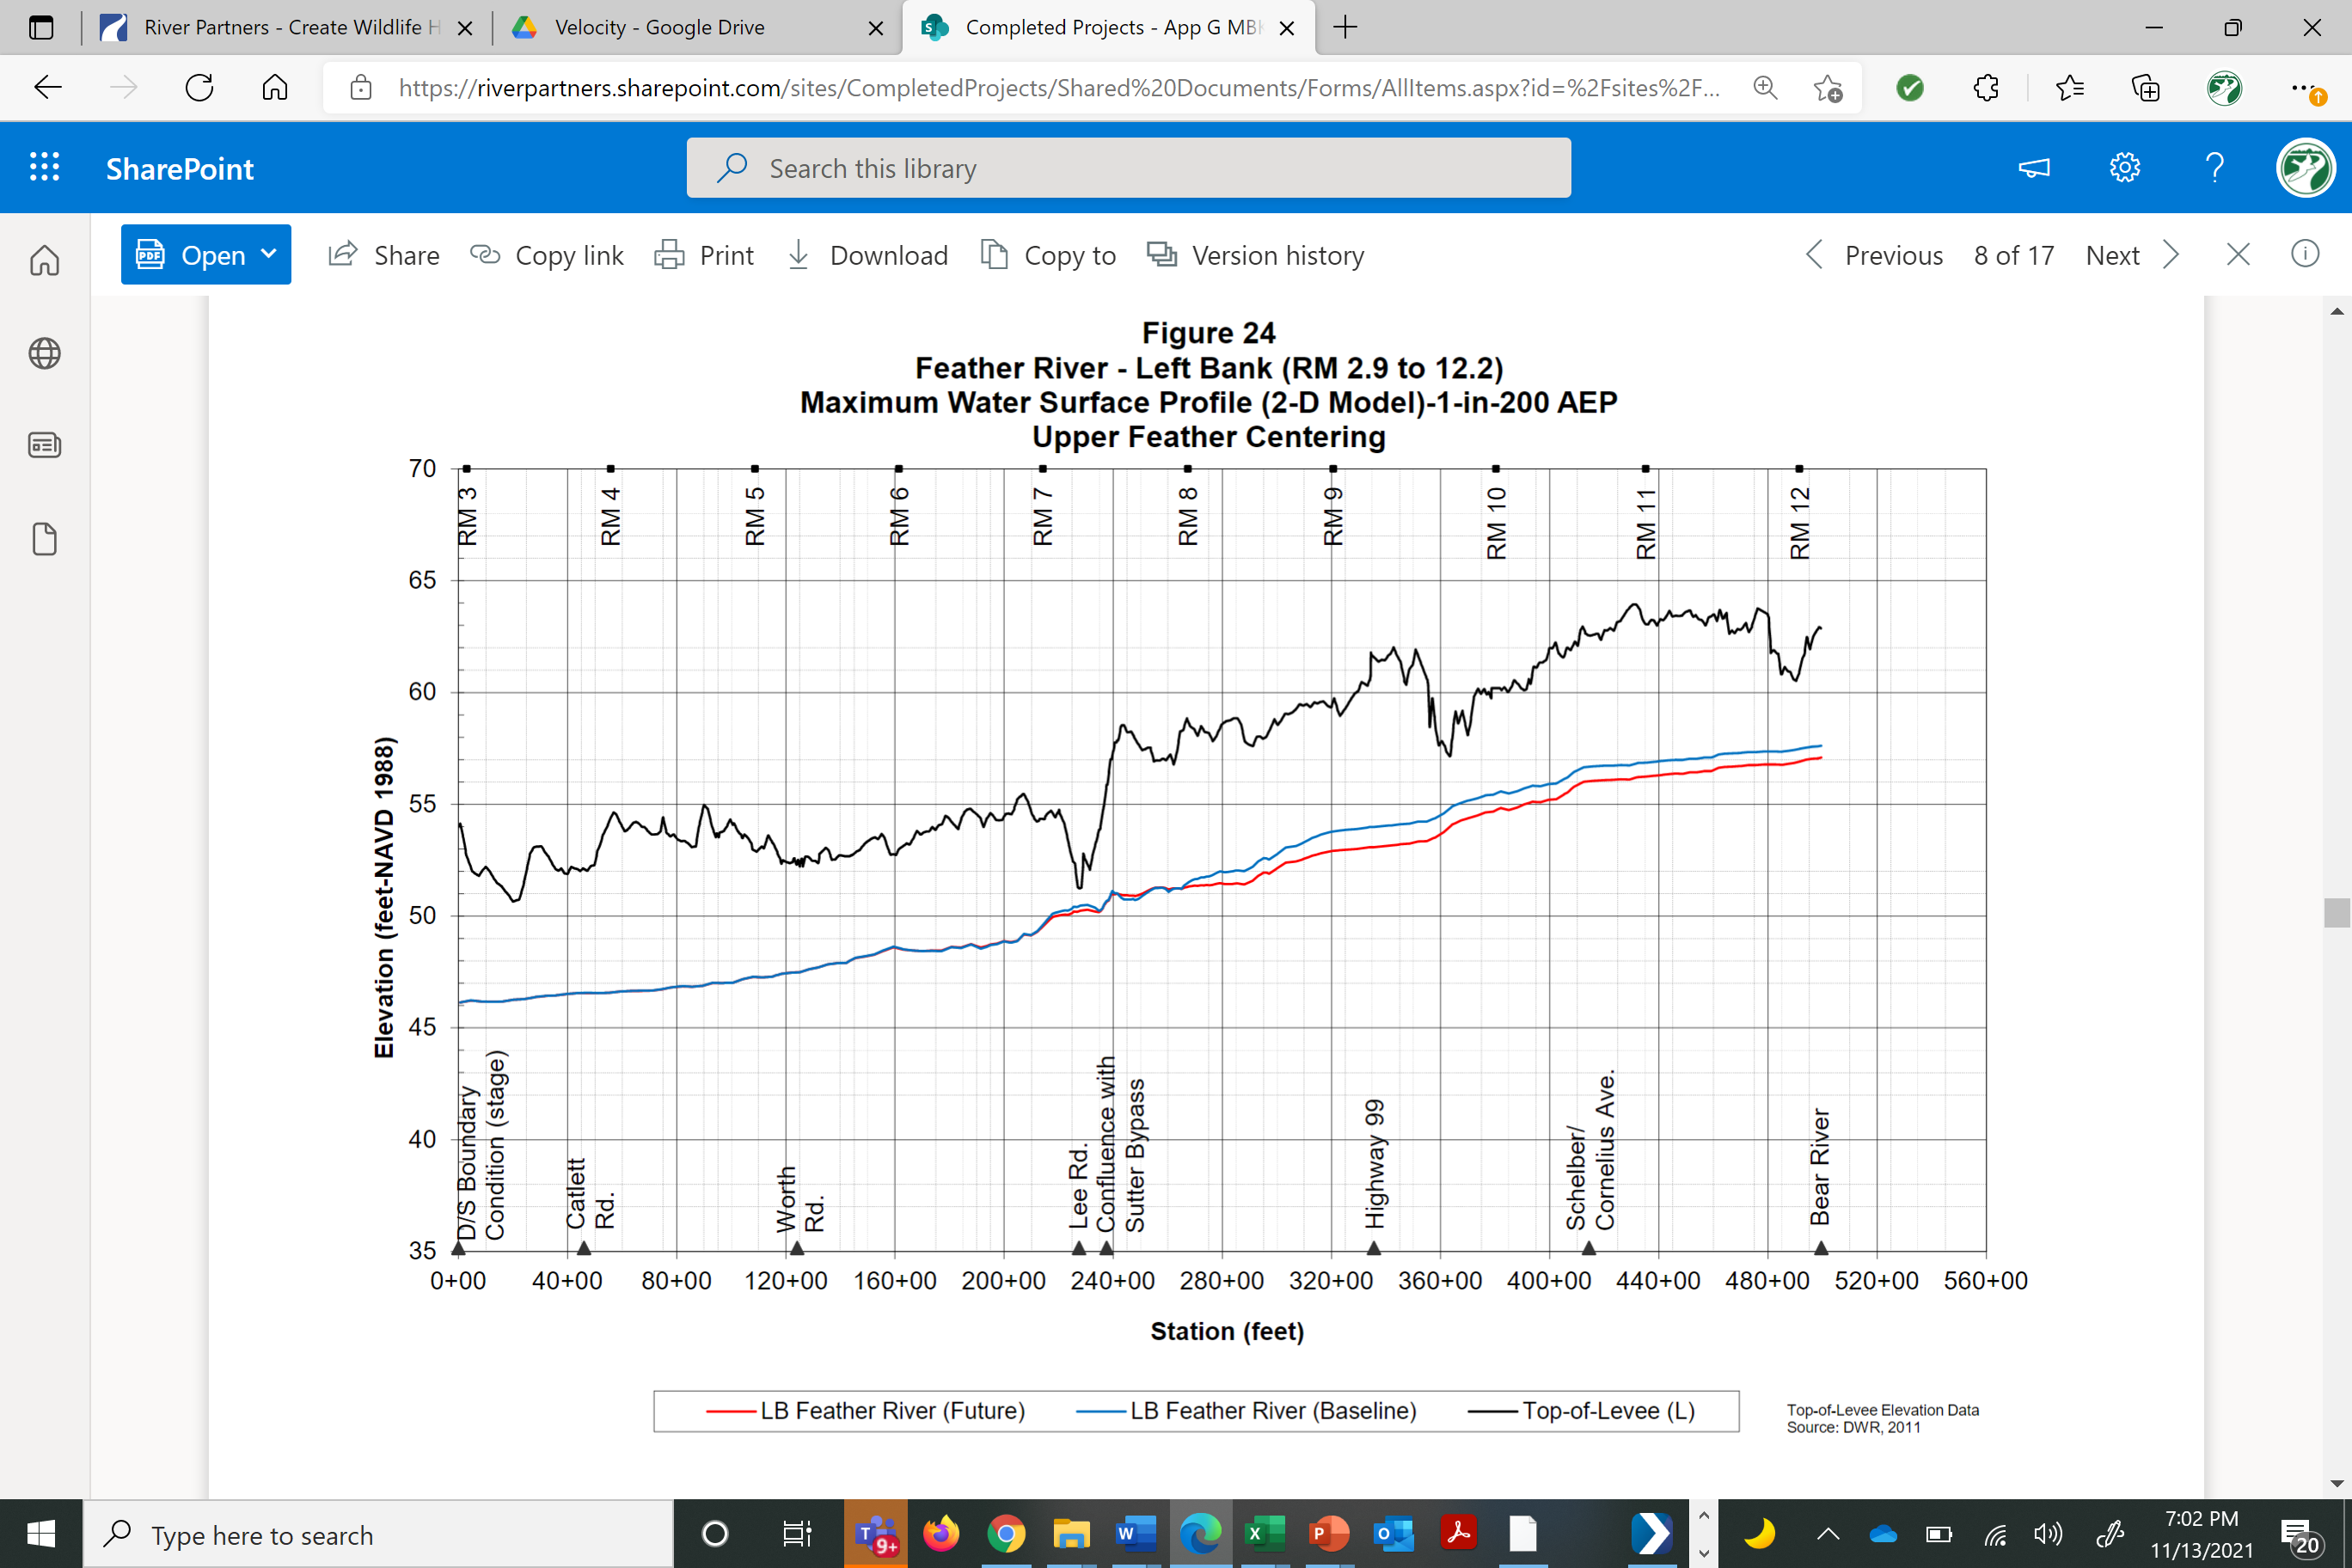 River Partners - Create Wildlife H
Velocity - Google Drive
Completed Projects - App G MBK
https://riverpartners.sharepoint.com/sites/CompletedProjects/Shared%20Documents/Forms/AllItems.aspx?id=%2Fsites%2F...
SharePoint
Search this library
Open
Share
Copy link
Print
Download
Copy to
Version history
Previous
8 of 17
Next
Figure 24
Feather River - Left Bank (RM 2.9 to 12.2)
Maximum Water Surface Profile (2-D Model)-1-in-200 AEP
Upper Feather Centering
70
65
60
55
50
45
40
35
Elevation (feet-NAVD 1988)
RM 3
RM 4
RM 5
RM 6
RM 7
RM 8
RM 9
RM 10
RM 11
RM 12
D/S Boundary
Condition (stage)
Catlett
Rd.
Worth
Rd.
Lee Rd.
Confluence with
Sutter Bypass
Highway 99
Schelber/
Cornelius Ave.
Bear River
0+00
40+00
80+00
120+00
160+00
200+00
240+00
280+00
320+00
360+00
400+00
440+00
480+00
520+00
560+00
Station (feet)
LB Feather River (Future)
LB Feather River (Baseline)
Top-of-Levee (L)
Top-of-Levee Elevation Data
Source: DWR, 2011
Type here to search
9+
7:02 PM
11/13/2021
20